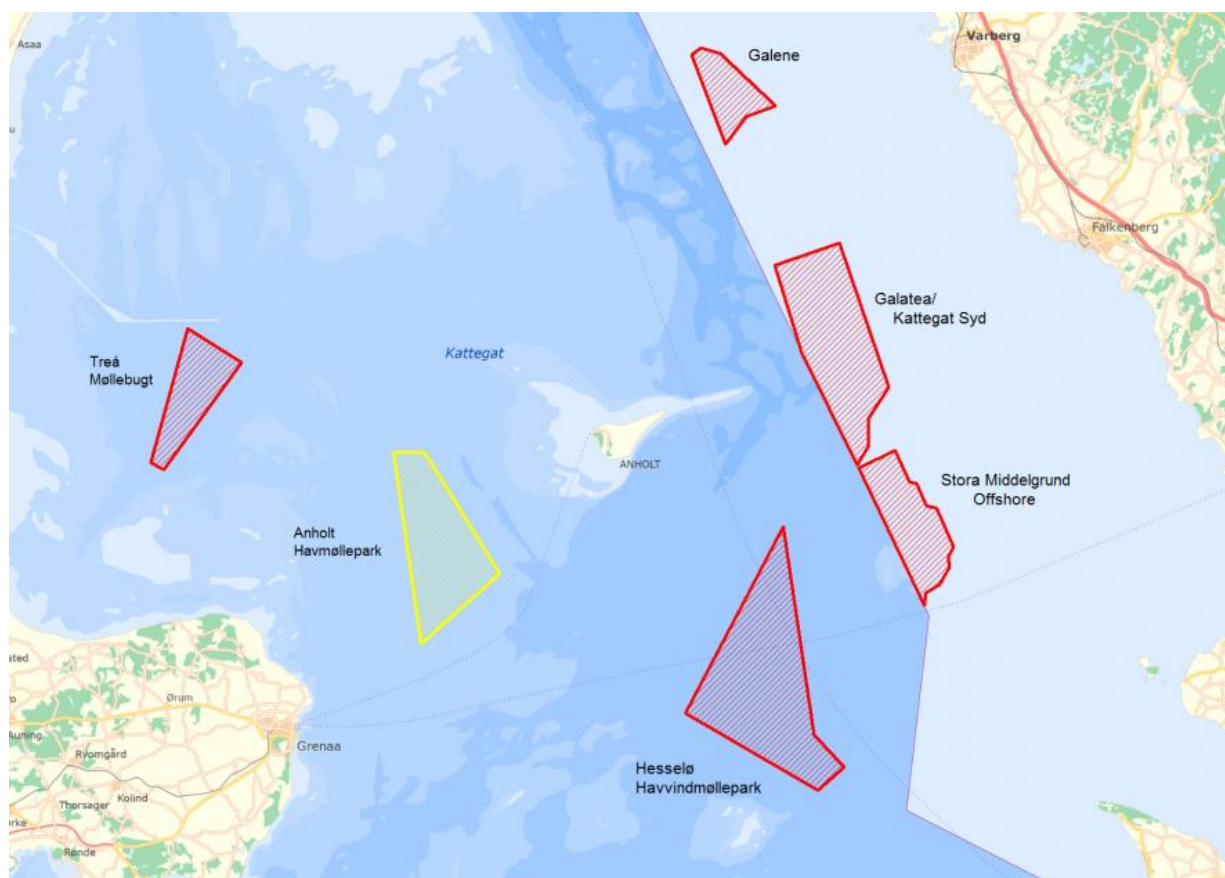 Asaa
Varberg
Galene
Falkenberg
Galatea/
Kattegat Syd
Kattegat
Treå
Møllebugt
ANHOLT
Stora Middelgrund
Offshore
Anholt
Havmøllepark
Ørum
Auning
Grenaa
Ryomgård
Hesselø
Havvindmøllepark
Kolind
Thorsager
Rønde